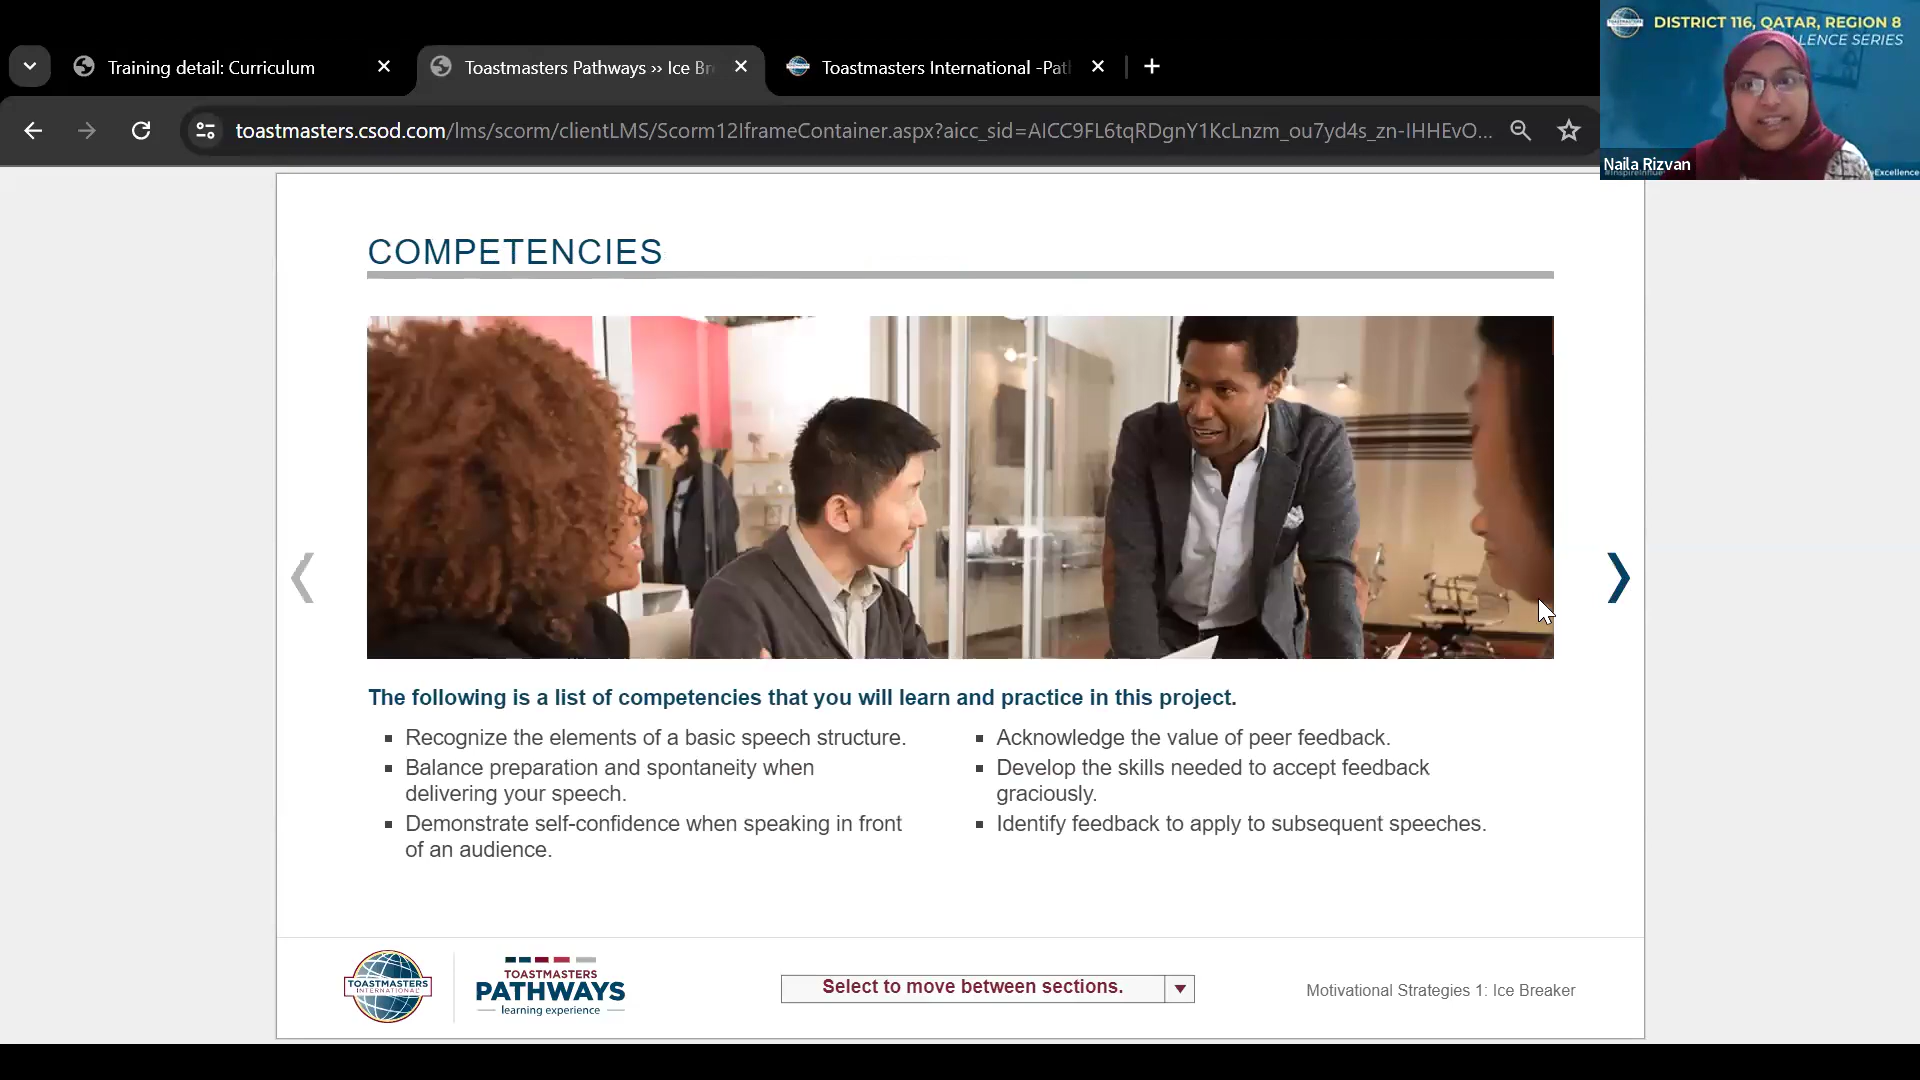 Training detail: Curriculum
Toastmasters Pathways ›› Ice Br
Toastmasters International -Pat
toastmasters.csod.com/lms/scorm/clientLMS/Scorm12IframeContainer.aspx?aicc_sid=AICC9FL6tqRDgnY1KcLnzm_ou7yd4s_zn-IHHEvO...
DISTRICT 116, QATAR, REGION 8
LLENCE SERIES
Naila Rizvan
Excellence
COMPETENCIES
The following is a list of competencies that you will learn and practice in this project.
▪ Recognize the elements of a basic speech structure.
▪ Balance preparation and spontaneity when
delivering your speech.
▪ Demonstrate self-confidence when speaking in front
of an audience.
▪ Acknowledge the value of peer feedback.
▪ Develop the skills needed to accept feedback
graciously.
▪ Identify feedback to apply to subsequent speeches.
TOASTMASTERS
INTERNATIONAL
TOASTMASTERS
PATHWAYS
learning experience
Select to move between sections.
Motivational Strategies 1: Ice Breaker